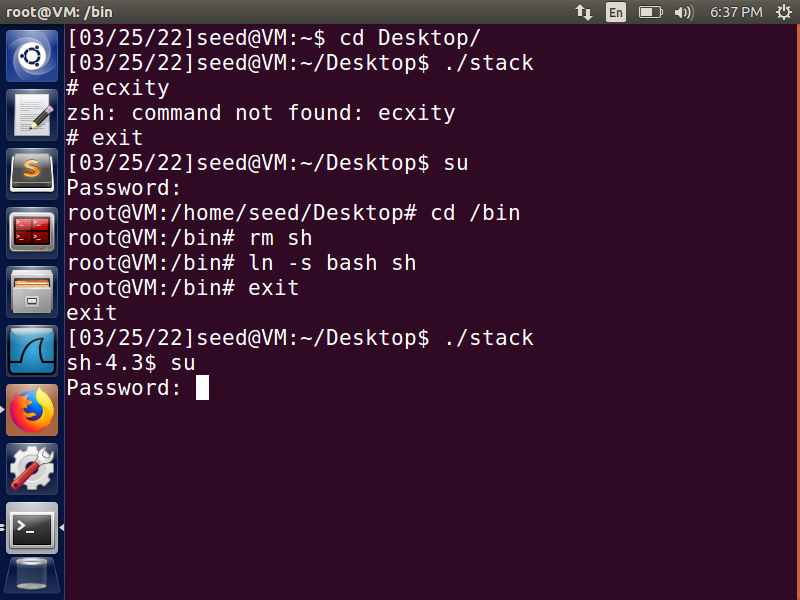 root@VM: /bin
En
6:37 PM
[03/25/22]seed@VM:~$ cd Desktop/
[03/25/22]seed@VM:~/Desktop$ ./stack
# ecxity
zsh: command not found: ecxity
# exit
[03/25/22]seed@VM:~/Desktop$ su
Password:
root@VM:/home/seed/Desktop# cd /bin
root@VM:/bin# rm sh
root@VM:/bin# ln -s bash sh
root@VM:/bin# exit
exit
[03/25/22]seed@VM:~/Desktop$ ./stack
sh-4.3$ su
Password: